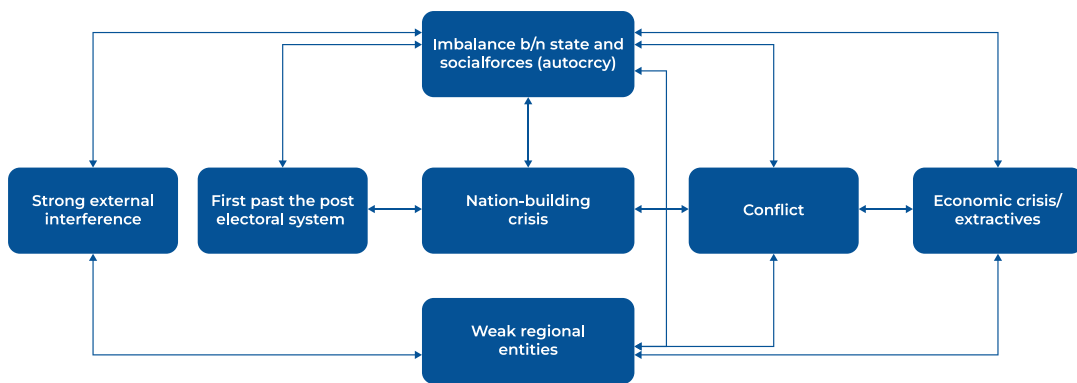 Imbalance b/n state and
socialforces (autocrcy)
Strong external
interference
First past the post
electoral system
Nation-building
crisis
Conflict
Economic crisis/
extractives
Weak regional
entities